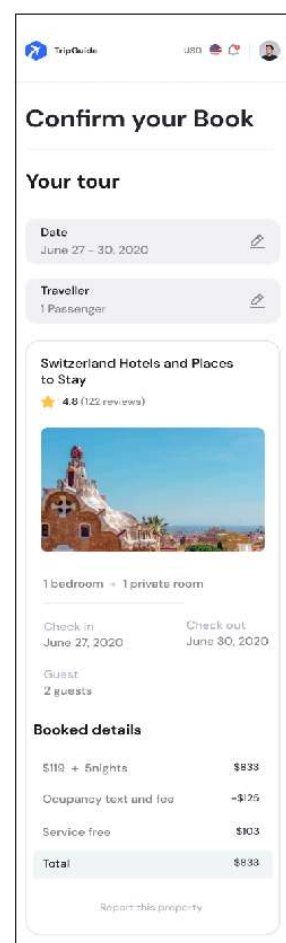 TripGuide
USD
Confirm your Book
Your tour
Date
June 27 - 30, 2020
Traveller
1 Passenger
Switzerland Hotels and Places
to Stay
4.8 (122 reviews)
1 bedroom 1 private room
Check in Check out
June 27, 2020 June 30, 2020
Guest
2 guests
Booked details
$119 + 5nights $833
Ocupancy text and fee -$125
Service free $103
Total $833
Report this property